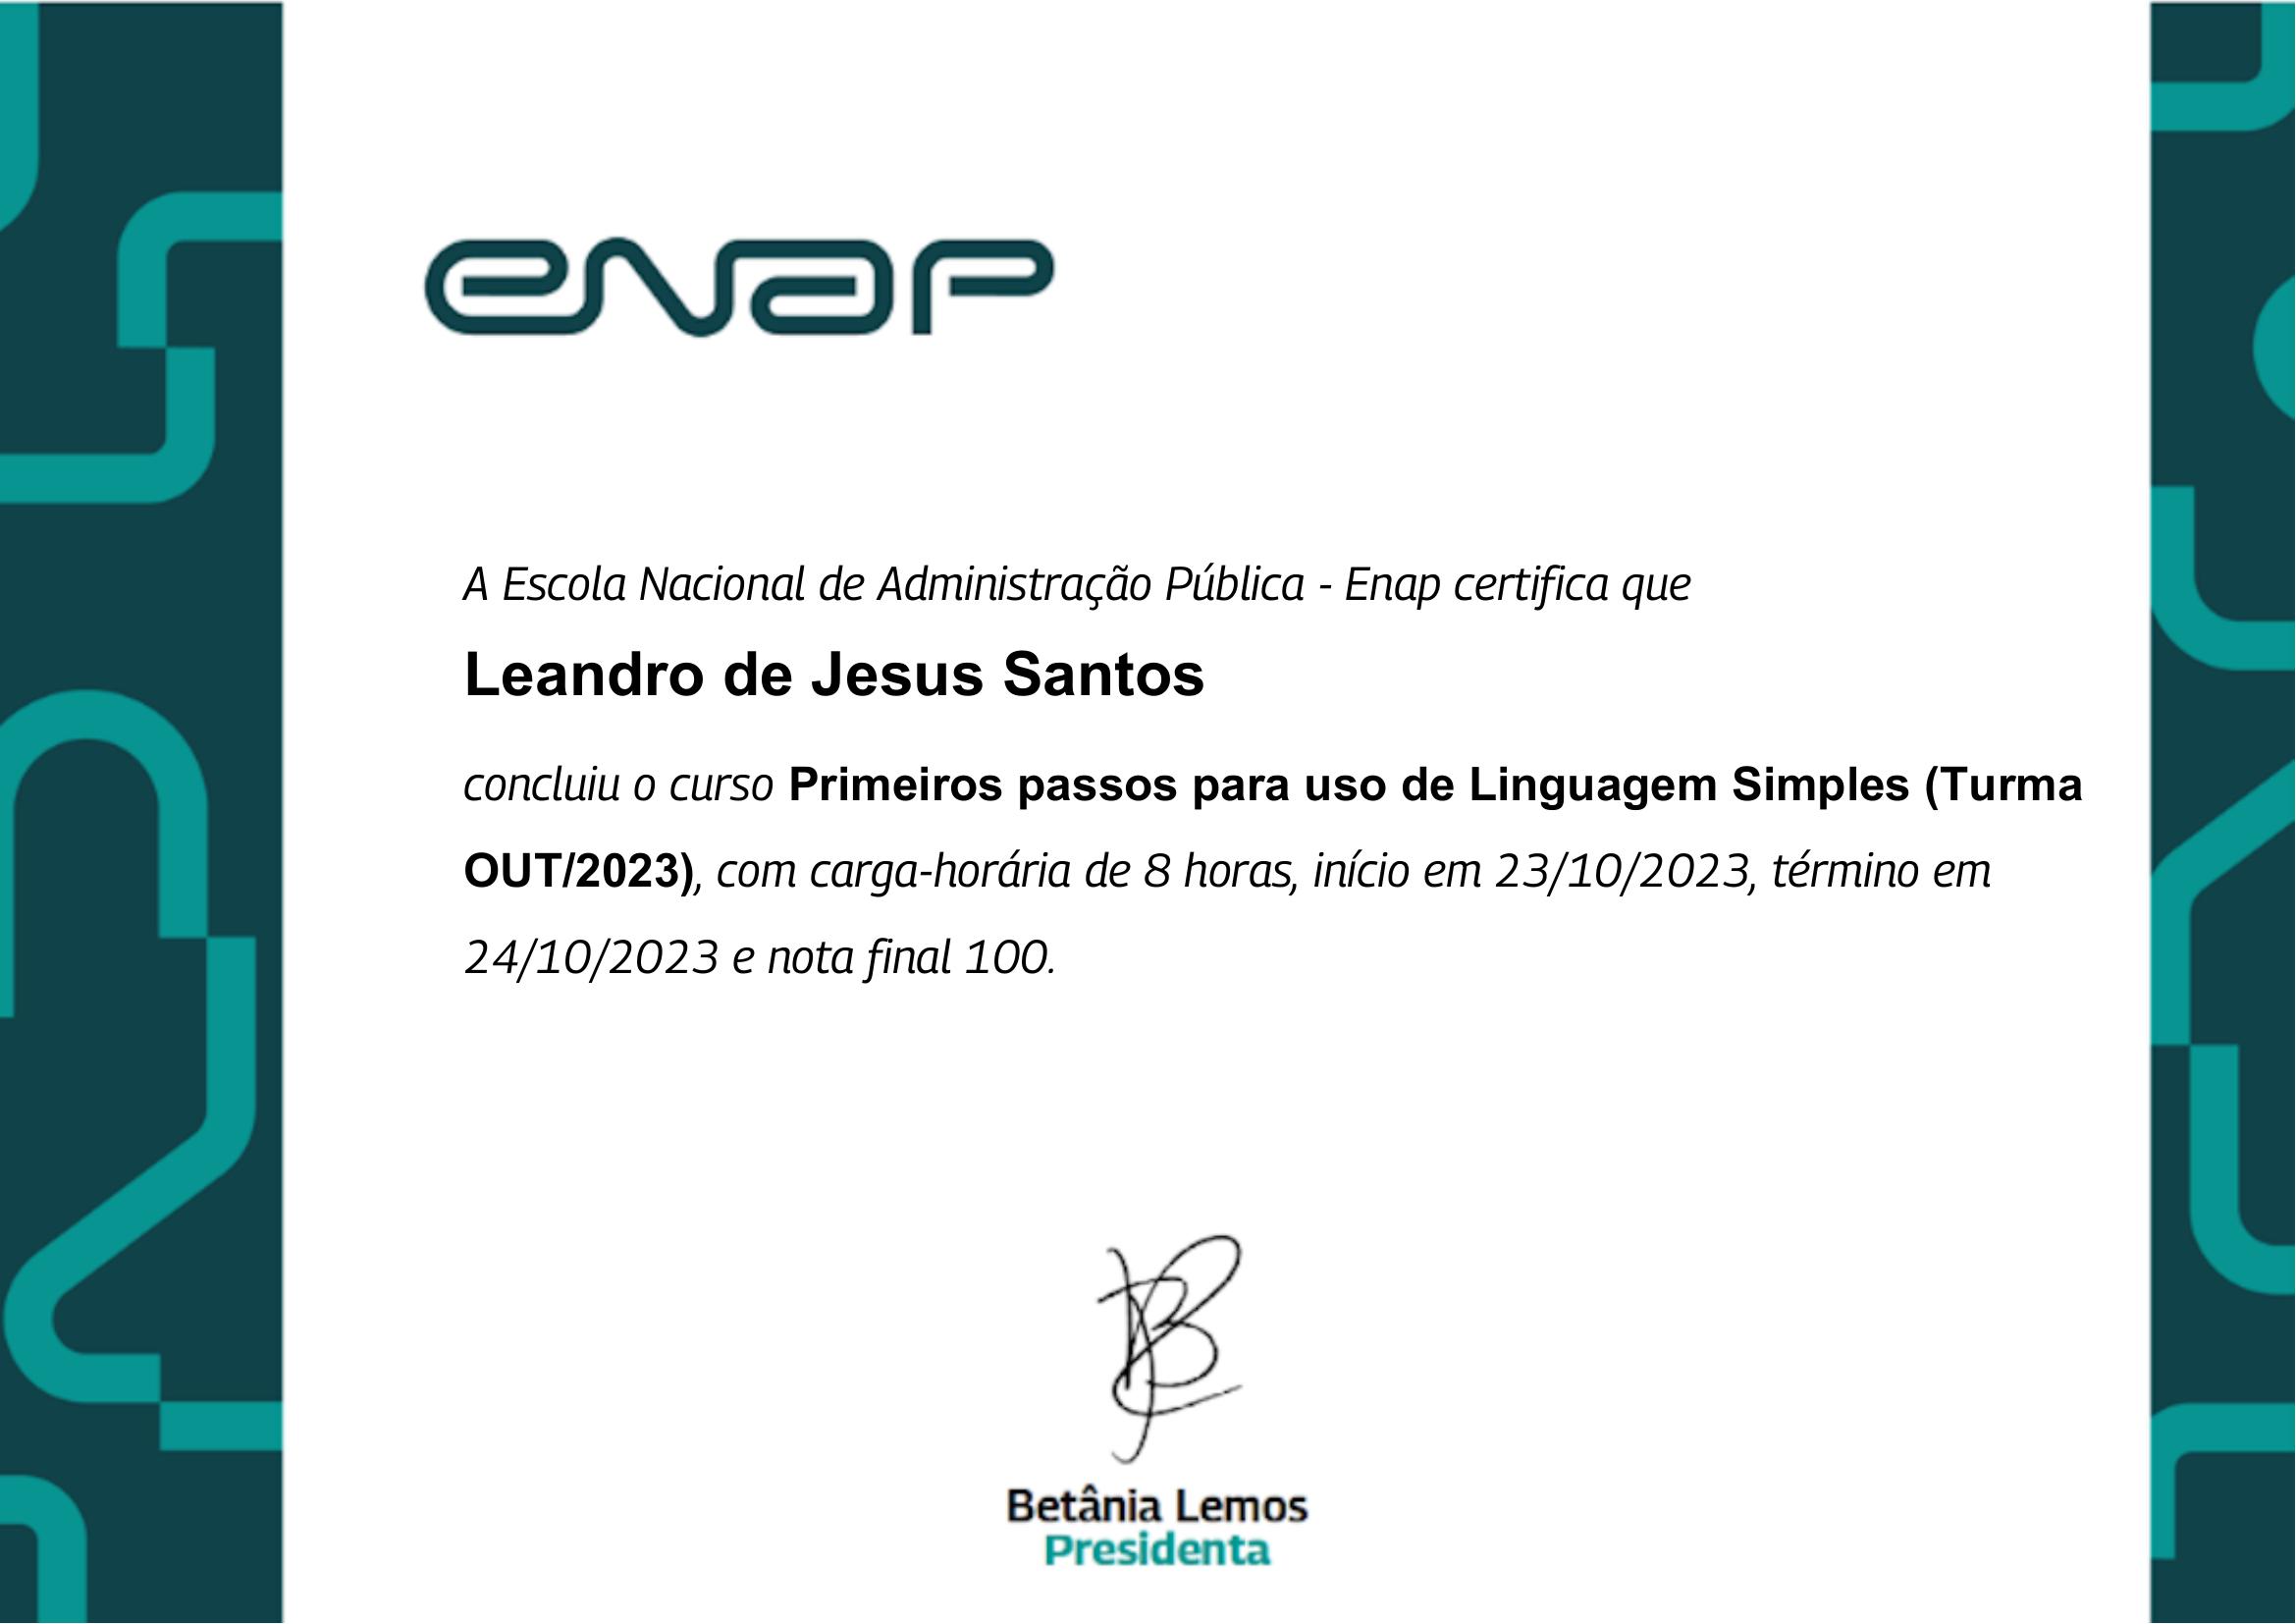 enap
A Escola Nacional de Administração Pública - Enap certifica que
Leandro de Jesus Santos
concluiu o curso Primeiros passos para uso de Linguagem Simples (Turma
OUT/2023), com carga-horária de 8 horas, início em 23/10/2023, término em
24/10/2023 e nota final 100.
Betânia Lemos
Presidenta